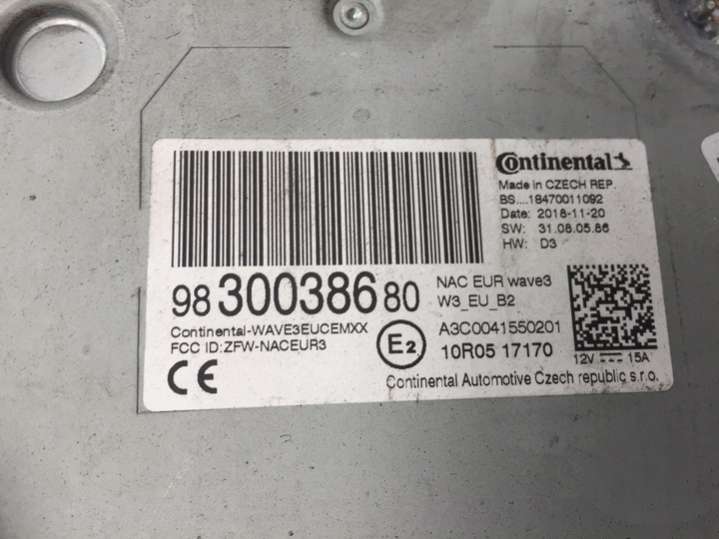 Continental
Made in CZECH REP.
BS....18470011092
Date: 2018-11-20
SW: 31.08.05.86
HW: D3
98 300386 80
NAC EUR wave3
W3_EU_B2
Continental-WAVE3EUCEMXX
FCC ID:ZFW-NACEUR3
E2
A3C0041550201
10R05 17170
12V 15A
CE
Continental Automotive Czech republic s.r.o.